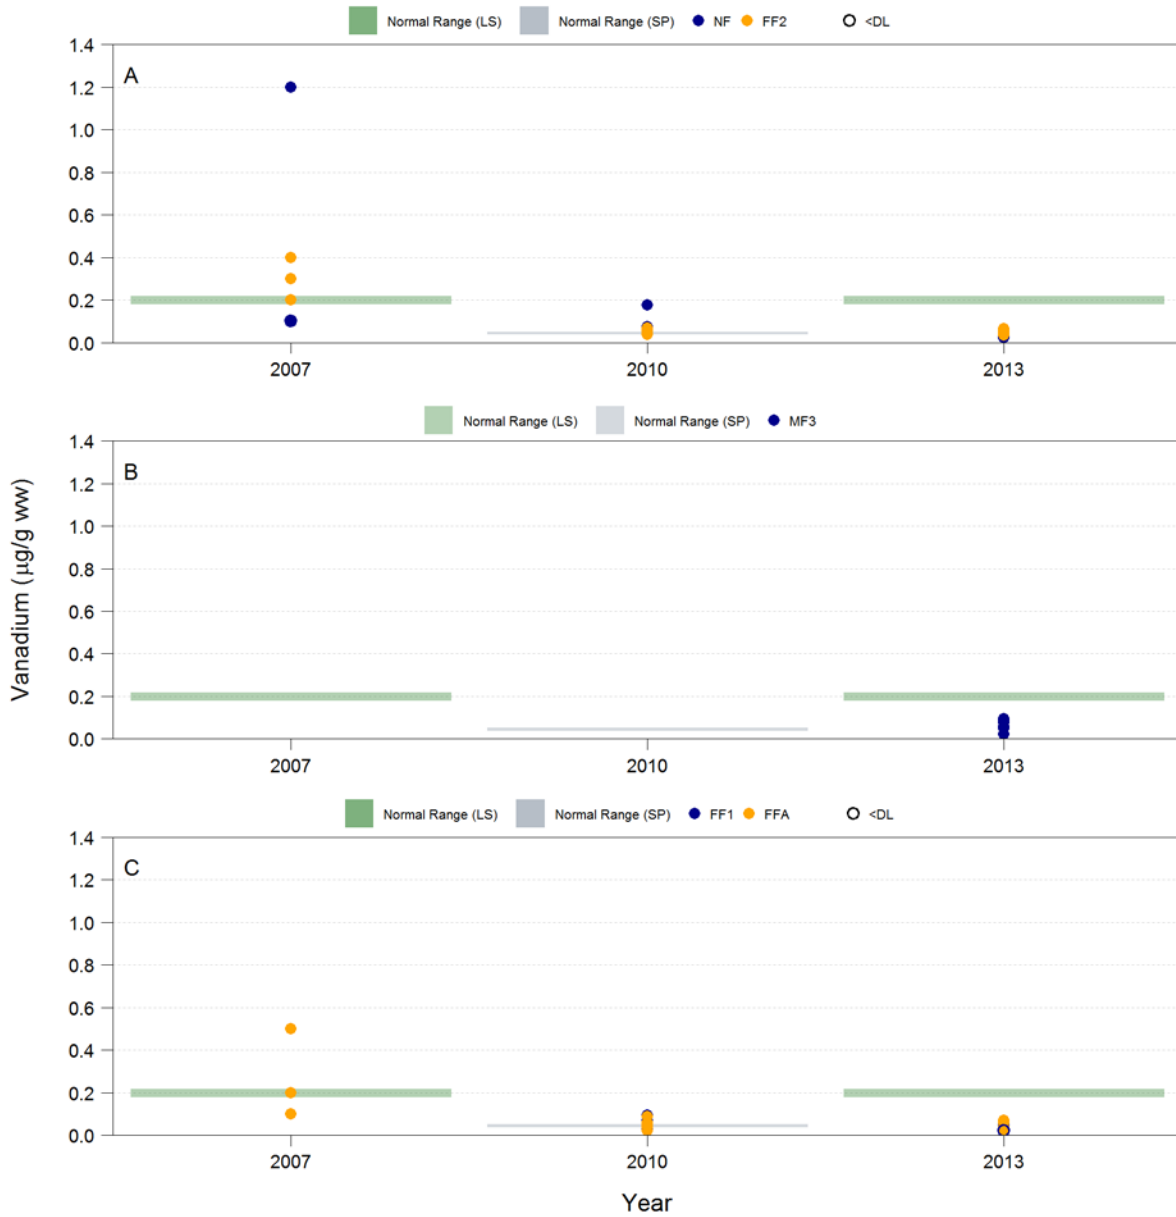 Normal Range (LS) Normal Range (SP) NF FF2 <DL
A
1.4
1.2
1.0
0.8
0.6
0.4
0.2
0.0
2007 2010 2013
Normal Range (LS) Normal Range (SP) MF3
B
1.4
1.2
1.0
0.8
0.6
0.4
0.2
0.0
2007 2010 2013
Vanadium (µg/g ww)
Normal Range (LS) Normal Range (SP) FF1 FFA <DL
C
1.4
1.2
1.0
0.8
0.6
0.4
0.2
0.0
2007 2010 2013
Year